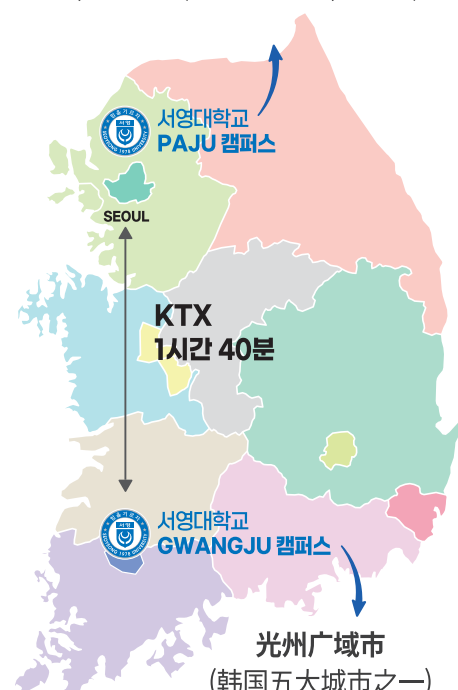 서영대학교
PAJU 캠퍼스
SEOUL
KTX
1시간 40분
서영대학교
GWANGJU 캠퍼스
光州广域市
(韩国五大城市之一)